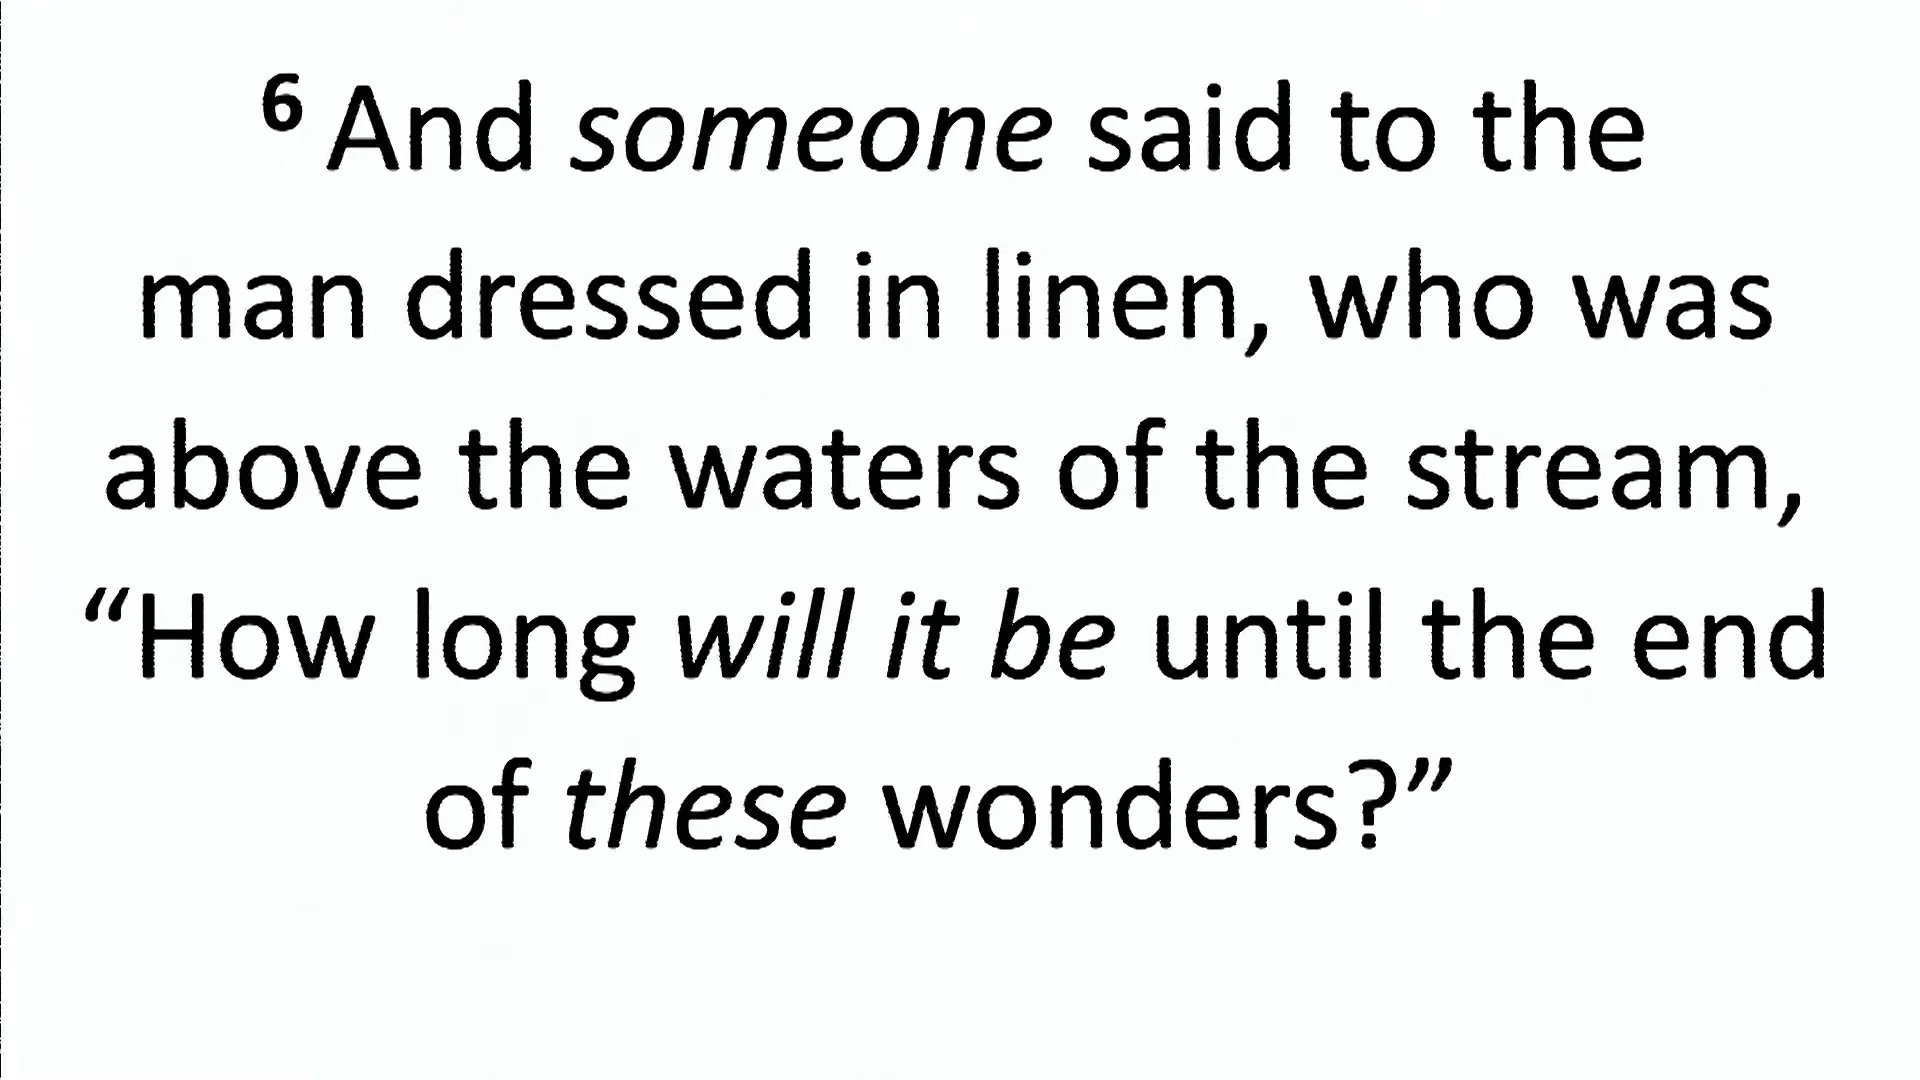 6 And someone said to the
man dressed in linen, who was
above the waters of the stream,
“How long will it be until the end
of these wonders?”